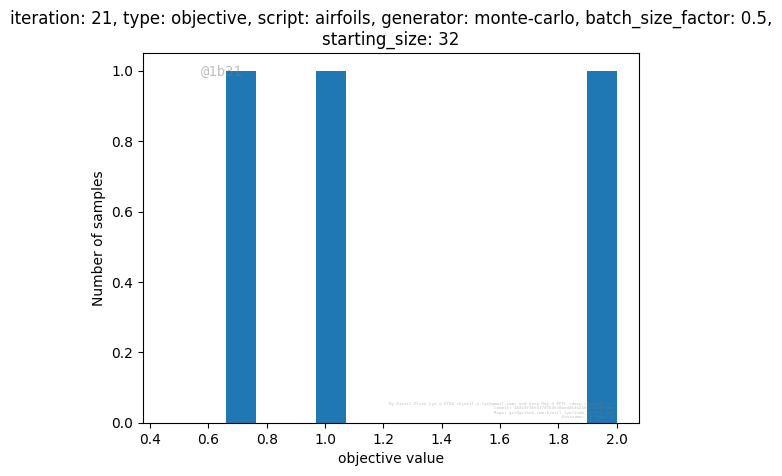 iteration: 21, type: objective, script: airfoils, generator: monte-carlo, batch_size_factor: 0.5,
starting_size: 32
@1b31
1.0
0.8
0.6
0.4
0.2
0.0
Number of samples
0.4 0.6 0.8 1.0 1.2 1.4 1.6 1.8 2.0
objective value